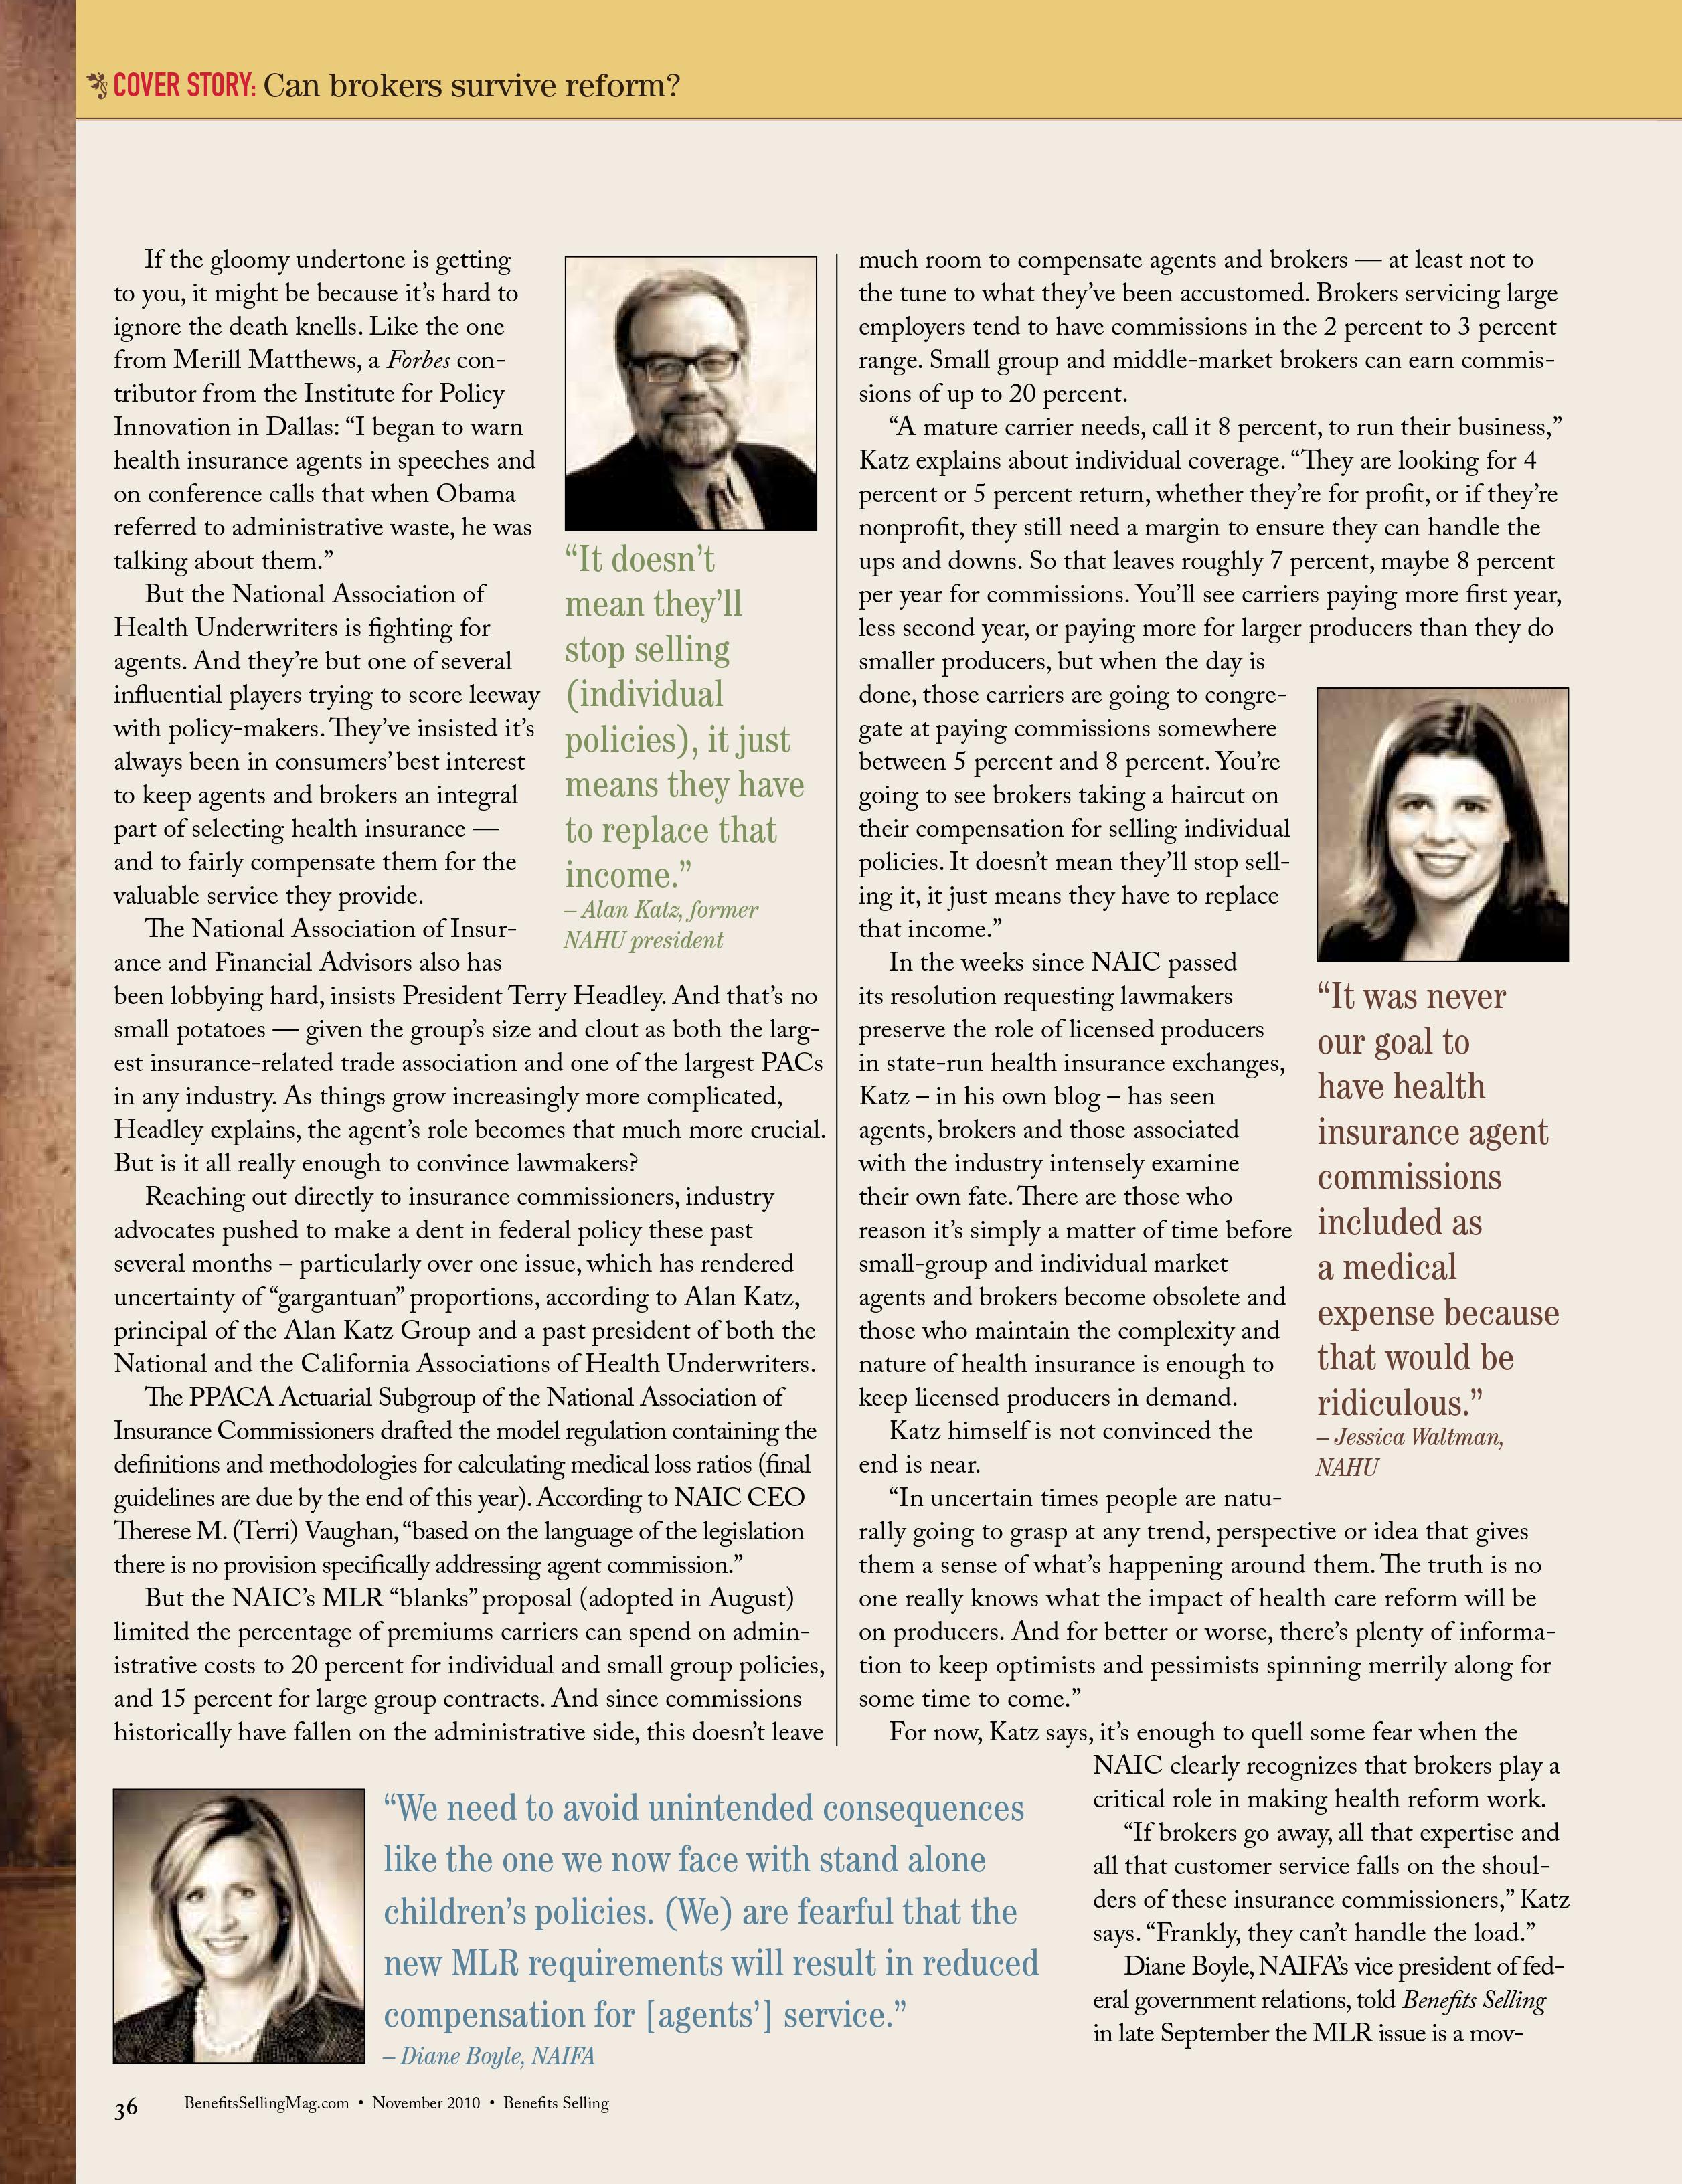 COVER STORY: Can brokers survive reform?
If the gloomy undertone is getting
to you, it might be because it’s hard to
ignore the death knells. Like the one
from Merill Matthews, a Forbes con-
tributor from the Institute for Policy
Innovation in Dallas: “I began to warn
health insurance agents in speeches and
on conference calls that when Obama
referred to administrative waste, he was
talking about them.”
But the National Association of
Health Underwriters is fighting for
agents. And they’re but one of several
influential players trying to score leeway
with policy-makers. They’ve insisted it’s
always been in consumers’ best interest
to keep agents and brokers an integral
part of selecting health insurance —
and to fairly compensate them for the
valuable service they provide.
The National Association of Insur-
ance and Financial Advisors also has
been lobbying hard, insists President Terry Headley. And that’s no
small potatoes — given the group’s size and clout as both the larg-
est insurance-related trade association and one of the largest PACs
in any industry. As things grow increasingly more complicated,
Headley explains, the agent’s role becomes that much more crucial.
But is it all really enough to convince lawmakers?
Reaching out directly to insurance commissioners, industry
advocates pushed to make a dent in federal policy these past
several months – particularly over one issue, which has rendered
uncertainty of “gargantuan” proportions, according to Alan Katz,
principal of the Alan Katz Group and a past president of both the
National and the California Associations of Health Underwriters.
The PPACA Actuarial Subgroup of the National Association of
Insurance Commissioners drafted the model regulation containing the
definitions and methodologies for calculating medical loss ratios (final
guidelines are due by the end of this year). According to NAIC CEO
Therese M. (Terri) Vaughan, “based on the language of the legislation
there is no provision specifically addressing agent commission.”
But the NAIC’s MLR “blanks” proposal (adopted in August)
limited the percentage of premiums carriers can spend on admin-
istrative costs to 20 percent for individual and small group policies,
and 15 percent for large group contracts. And since commissions
historically have fallen on the administrative side, this doesn’t leave
“It doesn’t
mean they’ll
stop selling
(individual
policies), it just
means they have
to replace that
income.”
– Alan Katz, former
NAHU president
much room to compensate agents and brokers — at least not to
the tune to what they’ve been accustomed. Brokers servicing large
employers tend to have commissions in the 2 percent to 3 percent
range. Small group and middle-market brokers can earn commis-
sions of up to 20 percent.
“A mature carrier needs, call it 8 percent, to run their business,”
Katz explains about individual coverage. “They are looking for 4
percent or 5 percent return, whether they’re for profit, or if they’re
nonprofit, they still need a margin to ensure they can handle the
ups and downs. So that leaves roughly 7 percent, maybe 8 percent
per year for commissions. You’ll see carriers paying more first year,
less second year, or paying more for larger producers than they do
smaller producers, but when the day is
done, those carriers are going to congre-
gate at paying commissions somewhere
between 5 percent and 8 percent. You’re
going to see brokers taking a haircut on
their compensation for selling individual
policies. It doesn’t mean they’ll stop sell-
ing it, it just means they have to replace
that income.”
In the weeks since NAIC passed
its resolution requesting lawmakers
preserve the role of licensed producers
in state-run health insurance exchanges,
Katz – in his own blog – has seen
agents, brokers and those associated
with the industry intensely examine
their own fate. There are those who
reason it’s simply a matter of time before
small-group and individual market
agents and brokers become obsolete and
those who maintain the complexity and
nature of health insurance is enough to
keep licensed producers in demand.
Katz himself is not convinced the
end is near.
“In uncertain times people are natu-
rally going to grasp at any trend, perspective or idea that gives
them a sense of what’s happening around them. The truth is no
one really knows what the impact of health care reform will be
on producers. And for better or worse, there’s plenty of informa-
tion to keep optimists and pessimists spinning merrily along for
some time to come.”
For now, Katz says, it’s enough to quell some fear when the
NAIC clearly recognizes that brokers play a
critical role in making health reform work.
“If brokers go away, all that expertise and
all that customer service falls on the shoul-
ders of these insurance commissioners,” Katz
says. “Frankly, they can’t handle the load.”
Diane Boyle, NAIFA’s vice president of fed-
eral government relations, told Benefits Selling
in late September the MLR issue is a mov-
“It was never
our goal to
have health
insurance agent
commissions
included as
a medical
expense because
that would be
ridiculous.”
– Jessica Waltman,
NAHU
“We need to avoid unintended consequences
like the one we now face with stand alone
children’s policies. (We) are fearful that the
new MLR requirements will result in reduced
compensation for [agents’] service.”
– Diane Boyle, NAIFA
36 BenefitsSellingMag.com • November 2010 • Benefits Selling